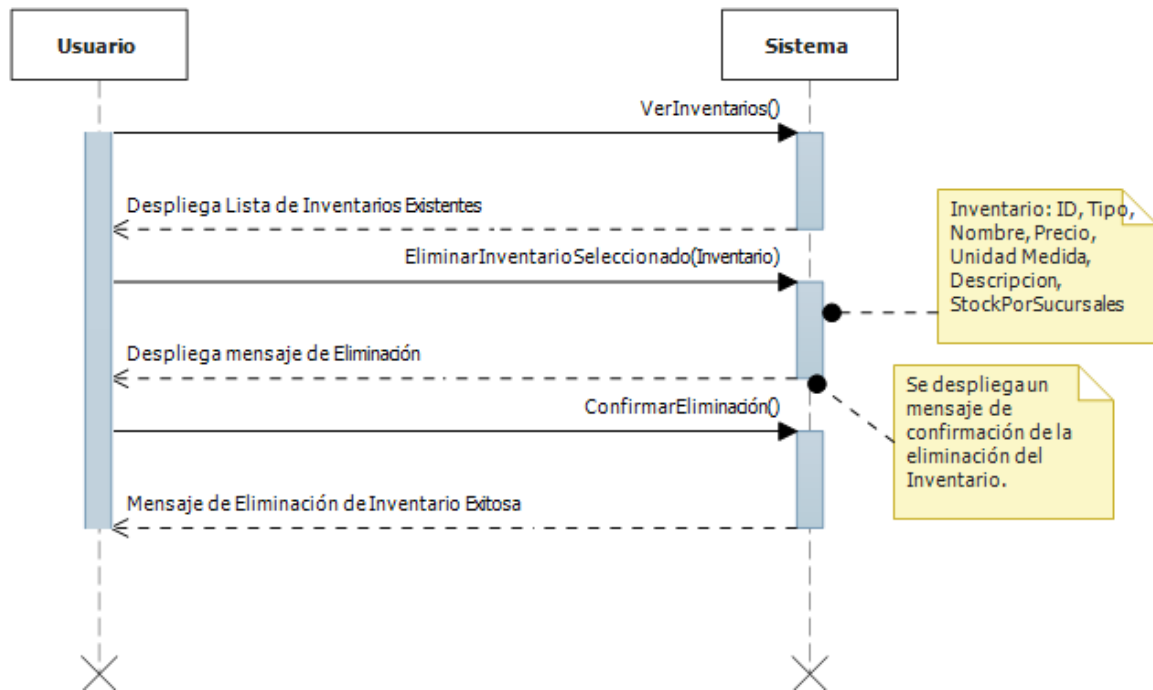 Usuario
Sistema
VerInventarios()
Despliega Lista de Inventarios Existentes
Inventario: ID, Tipo,
Nombre, Precio,
Unidad Medida,
Descripcion,
StockPorSucursales
EliminarInventarioSeleccionado(Inventario)
Despliega mensaje de Eliminación
Se despliega un
mensaje de
confirmación de la
eliminación del
Inventario.
ConfirmarEliminación()
Mensaje de Eliminación de Inventario Exitosa